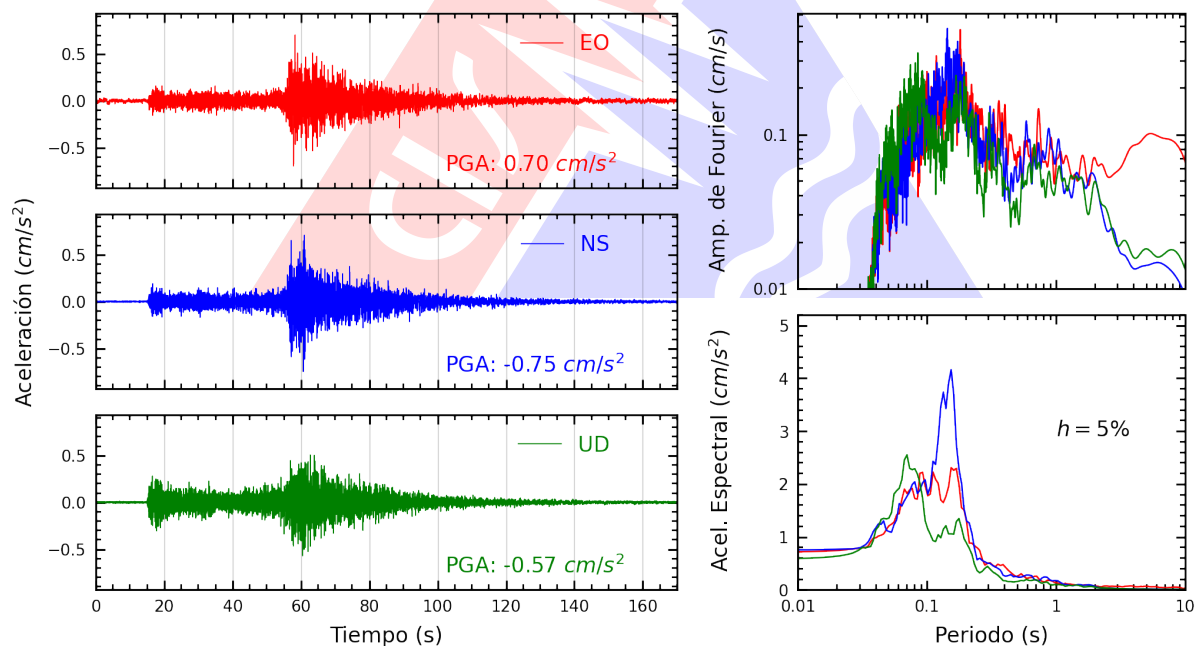 Aceleración (cm/s²)
0.5
0.0
−0.5
EO
PGA: 0.70 cm/s²
0.5
0.0
−0.5
NS
PGA: -0.75 cm/s²
0.5
0.0
−0.5
UD
PGA: -0.57 cm/s²
0 20 40 60 80 100 120 140 160
Tiempo (s)
Amp. de Fourier (cm/s)
0.1
0.01
Acel. Espectral (cm/s²)
5
4
3
2
1
0
h = 5%
0.01 0.1 1 10
Periodo (s)